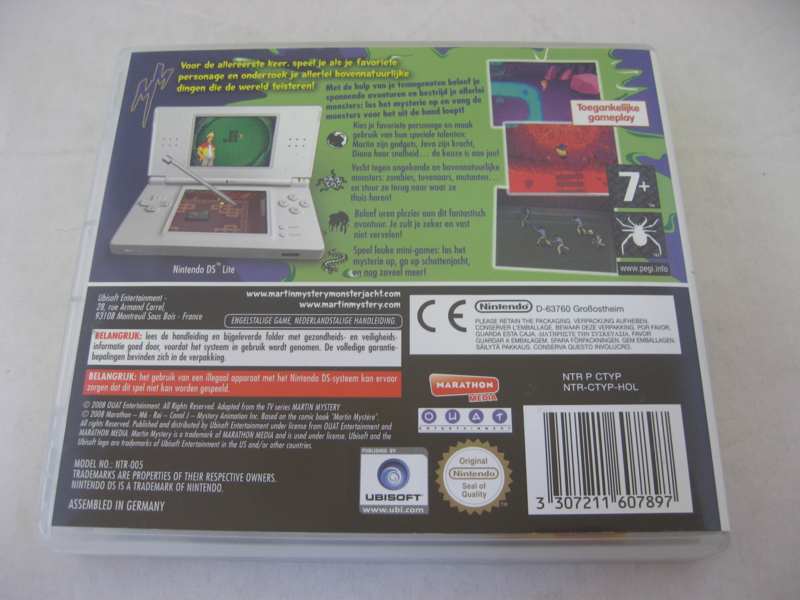 Voor de allereerste keer, speel je als je favoriete
personage en onderzoek je allerlei bovennatuurlijke
dingen die de wereld teisteren!
Met de hulp van je teamgenoten beleef je
spannende avonturen en bestrijd je allerlei
monsters: los het mysterie op en vang de
monsters voor het uit de hand loopt!
Kies je favoriete personage en maak
gebruik van hun speciale talenten:
Martin zijn gadgets, Java zijn kracht,
Diana haar snelheid... de keuze is aan jou!
Vecht tegen ongekende en bovennatuurlijke
monsters: zombies, tovenaars, mutanten...
en stuur ze terug naar waar ze
thuis horen!
Beleef uren plezier aan dit fantastisch
avontuur. Je zult je zeker en vast
niet vervelen!
Speel leuke mini-games: los het
mysterie op, ga op schattenjacht,
en nog zoveel meer!
Toegankelijke
gameplay
7+
www.pegi.info
Nintendo DS™ Lite
Ubisoft Entertainment -
28, rue Armand Carrel,
93108 Montreuil Sous Bois - France
www.martinmysterymonsterjacht.com
www.martinmystery.com
ENGELSTALIGE GAME, NEDERLANDSTALIGE HANDLEIDING.
BELANGRIJK: lees de handleiding en bijgeleverde folder met gezondheids- en veiligheids-
informatie goed door, voordat het systeem in gebruik wordt genomen. De volledige garantie-
bepalingen bevinden zich in de verpakking.
BELANGRIJK: het gebruik van een illegaal apparaat met het Nintendo DS-systeem kan ervoor
zorgen dat dit spel niet kan worden gespeeld.
© 2008 OUAT Entertainment. All Rights Reserved. Adapted from the TV series MARTIN MYSTERY
© 2008 Marathon - M6 - Rai - Canal J - Mystery Animation Inc. Based on the comic book "Martin Mystère".
All rights Reserved. Published and distributed by Ubisoft Entertainment under license from OUAT Entertainment and
MARATHON MEDIA. Martin Mystery is a trademark of MARATHON MEDIA and is used under license. Ubisoft and the
Ubisoft logo are trademarks of Ubisoft Entertainment in the US and/or other countries.
MODEL NO.: NTR-005
TRADEMARKS ARE PROPERTIES OF THEIR RESPECTIVE OWNERS.
NINTENDO DS IS A TRADEMARK OF NINTENDO.
ASSEMBLED IN GERMANY
CE
Nintendo D-63760 Großostheim
PLEASE RETAIN THE PACKAGING. VERPACKUNG AUFHEBEN.
CONSERVER L'EMBALLAGE. BEWAAR DEZE VERPAKKING. POR FAVOR,
GUARDA ESTA CAJA. ΔΙΑΤΗΡΗΣΤΕ ΤΗΝ ΣΥΣΚΕΥΑΣΙΑ. FAVOR
GUARDAR A EMBALAGEM. SPARA FÖRPACKNINGEN. GEM EMBALLAGEN.
SÄILYTÄ PAKKAUS. CONSERVA QUESTO INVOLUCRO.
MARATHON
MEDIA
OUAT
ENTERTAINMENT
NTR P CTYP
NTR-CTYP-HOL
PUBLISHED BY
UBISOFT
www.ubi.com
Original
Nintendo
Seal of
Quality
3 307211 607897